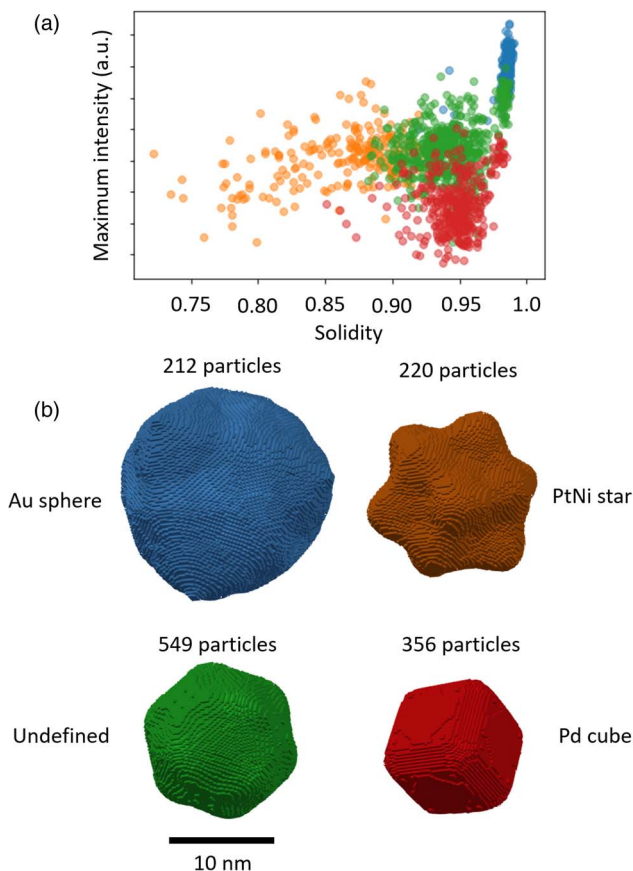 (a)
Maximum intensity (a.u.)
0.75 0.80 0.85 0.90 0.95 1.0
Solidity
212 particles
220 particles
(b)
Au sphere
PtNi star
549 particles
356 particles
Undefined
Pd cube
10 nm